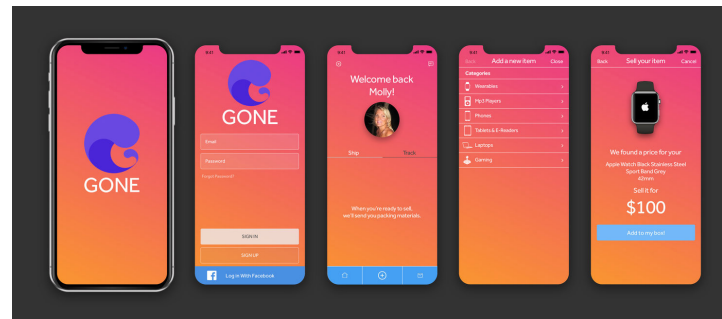 GONE
9:41
GONE
Email
Password
Forgot Password?
SIGN IN
SIGN UP
Log in With Facebook
9:41
Welcome back
Molly!
Ship
Track
When you're ready to sell,
we'll send you packing materials.
9:41
Back
Add a new item
Close
Categories
Wearables
Mp3 Players
Phones
Tablets & E-Readers
Laptops
Gaming
9:41
Back
Sell your item
Cancel
We found a price for your
Apple Watch Black Stainless Steel
Sport Band Grey
42mm
Sell it for
$100
Add to my box!